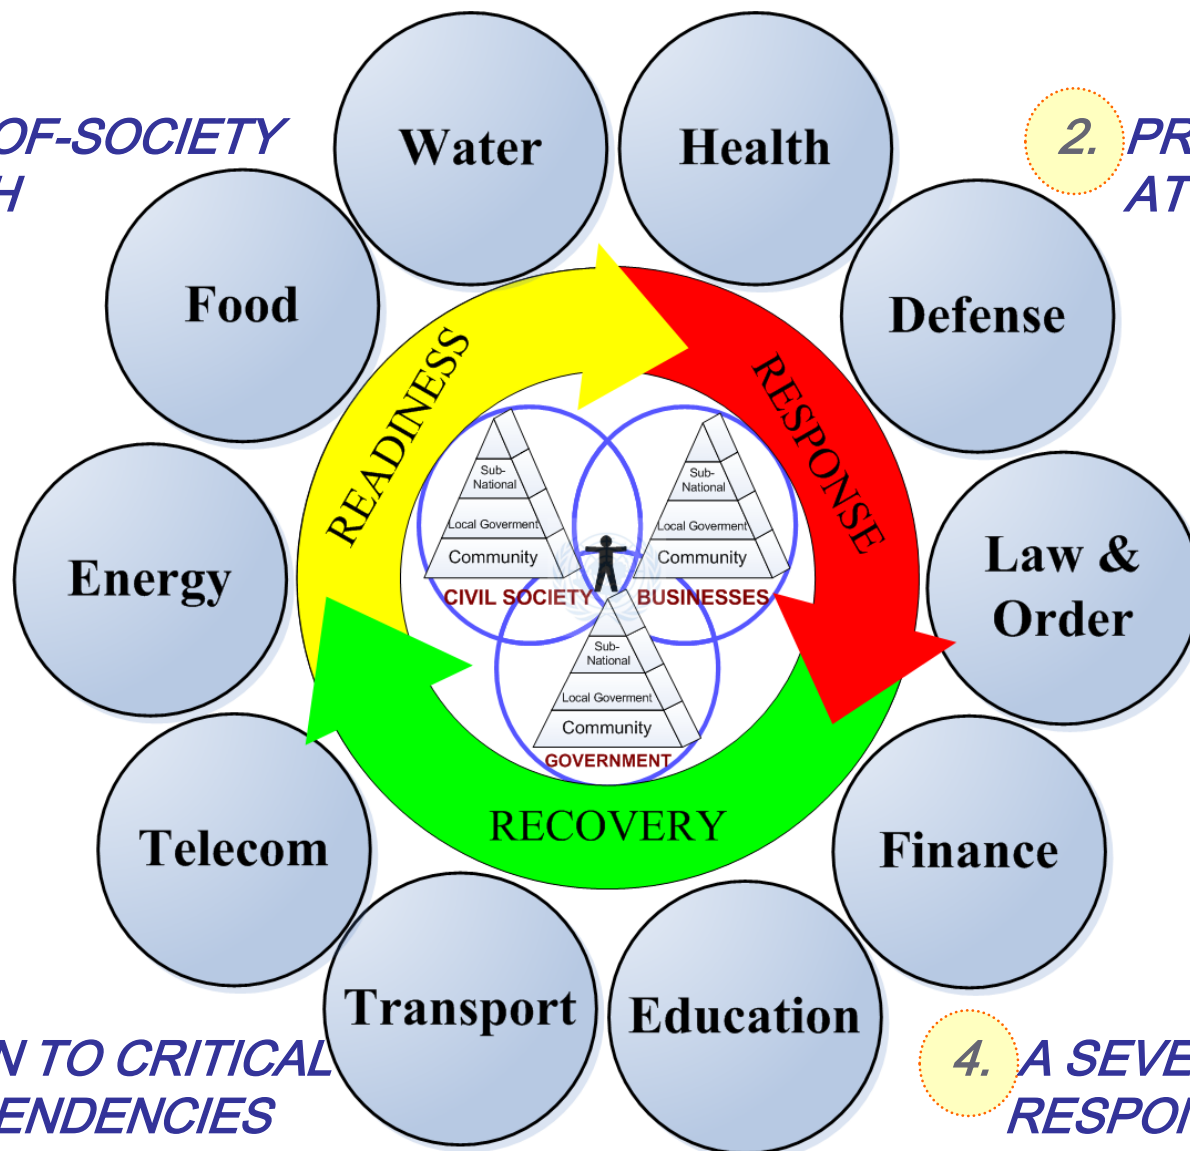 OF-SOCIETY
H
2. PR
AT
Water
Health
Food
Defense
Energy
Law &
Order
Telecom
Finance
Transport
Education
READINESS
RESPONSE
RECOVERY
Sub-
National
Local Goverment
Community
CIVIL SOCIETY
Sub-
National
Local Goverment
Community
BUSINESSES
Sub-
National
Local Goverment
Community
GOVERNMENT
N TO CRITICAL
ENDENCIES
4. A SEVE
RESPON